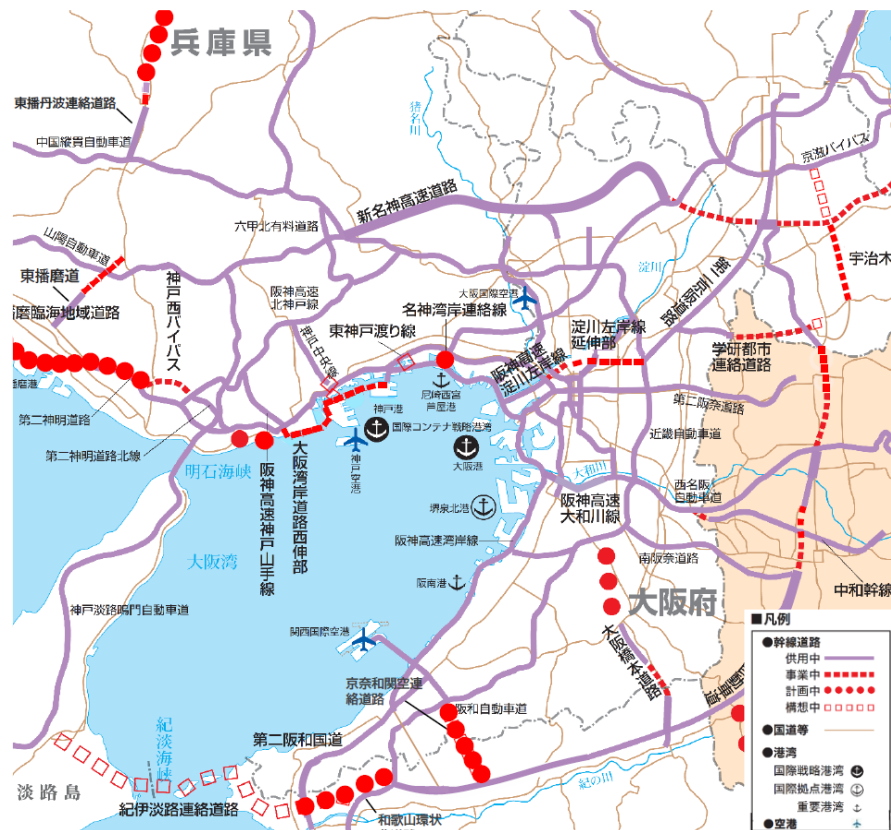 兵庫県
東播丹波連絡道路
中国縦貫自動車道
猪名川
京滋バイパス
新名神高速道路
六甲北有料道路
山陽自動車道
宇治木
東播磨道
磨臨海地域道路
神戸西バイパス
阪神高速
北神戸線
神戸中央線
東神戸渡り線
名神湾岸連絡線
大阪国際空港
淀川
第二京阪道路
淀川左岸線
延伸部
阪神高速
淀川左岸線
学研都市
連絡道路
播磨港
第二神明道路
第二神明道路北線
神戸港
国際コンテナ戦略港湾
尼崎西宮
芦屋港
大阪港
第二阪奈道路
近畿自動車道
明石海峡
阪神高速神戸山手線
大阪湾岸道路西伸部
神戸空港
大和川
西名阪
自動車道
堺泉北港
阪神高速
大和川線
大阪湾
阪神高速湾岸線
南阪奈道路
中和幹線
阪南港
神戸淡路鳴門自動車道
大阪府
関西国際空港
大阪橋本道路
京奈和関空連
絡道路
阪和自動車道
自動車道
第二阪和国道
紀淡海峡
紀の川
淡路島
紀伊淡路連絡道路
和歌山環状
■凡例
●幹線道路
供用中
事業中
計画中
構想中
●国道等
●港湾
国際戦略港湾
国際拠点港湾
重要港湾
●空港